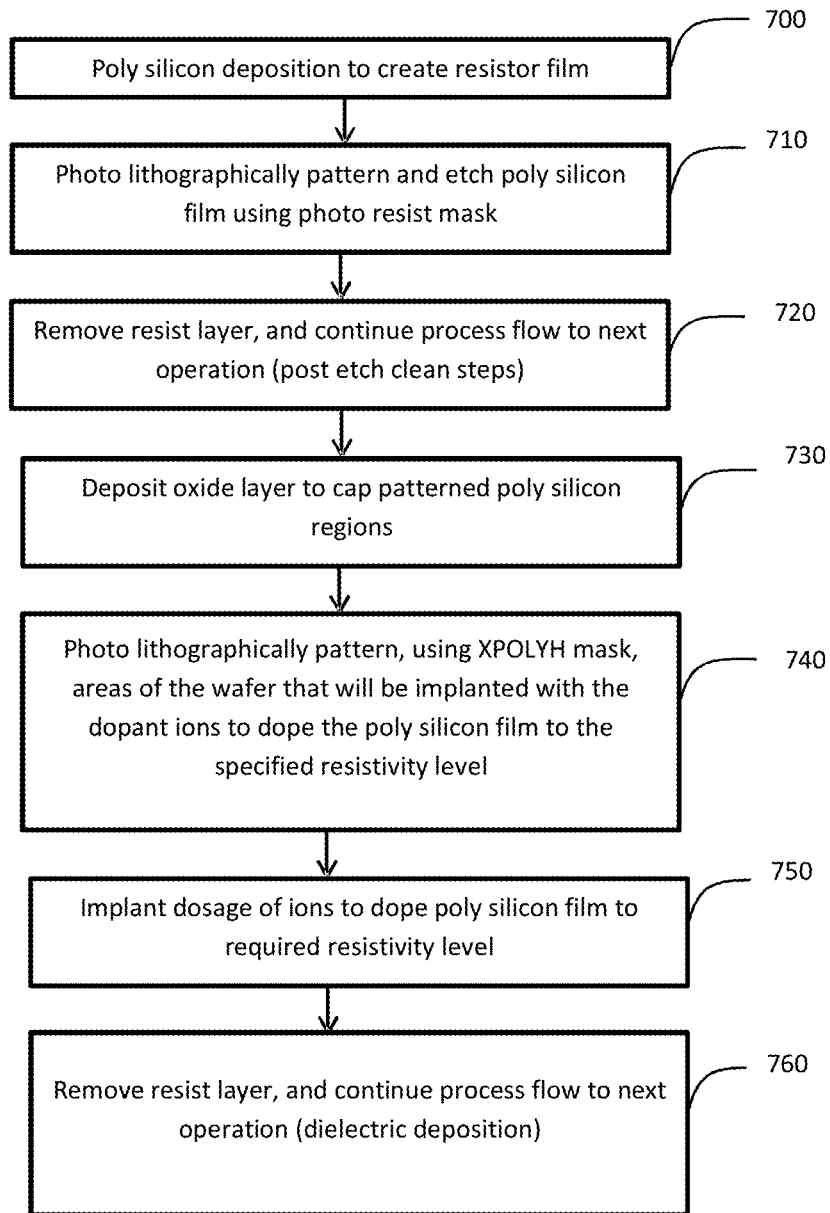 700
Poly silicon deposition to create resistor film
710
Photo lithographically pattern and etch poly silicon
film using photo resist mask
720
Remove resist layer, and continue process flow to next
operation (post etch clean steps)
730
Deposit oxide layer to cap patterned poly silicon
regions
Photo lithographically pattern, using XPOLYH mask,
740
areas of the wafer that will be implanted with the
dopant ions to dope the poly silicon film to the
specified resistivity level
750
Implant dosage of ions to dope poly silicon film to
required resistivity level
760
Remove resist layer, and continue process flow to next
operation (dielectric deposition)